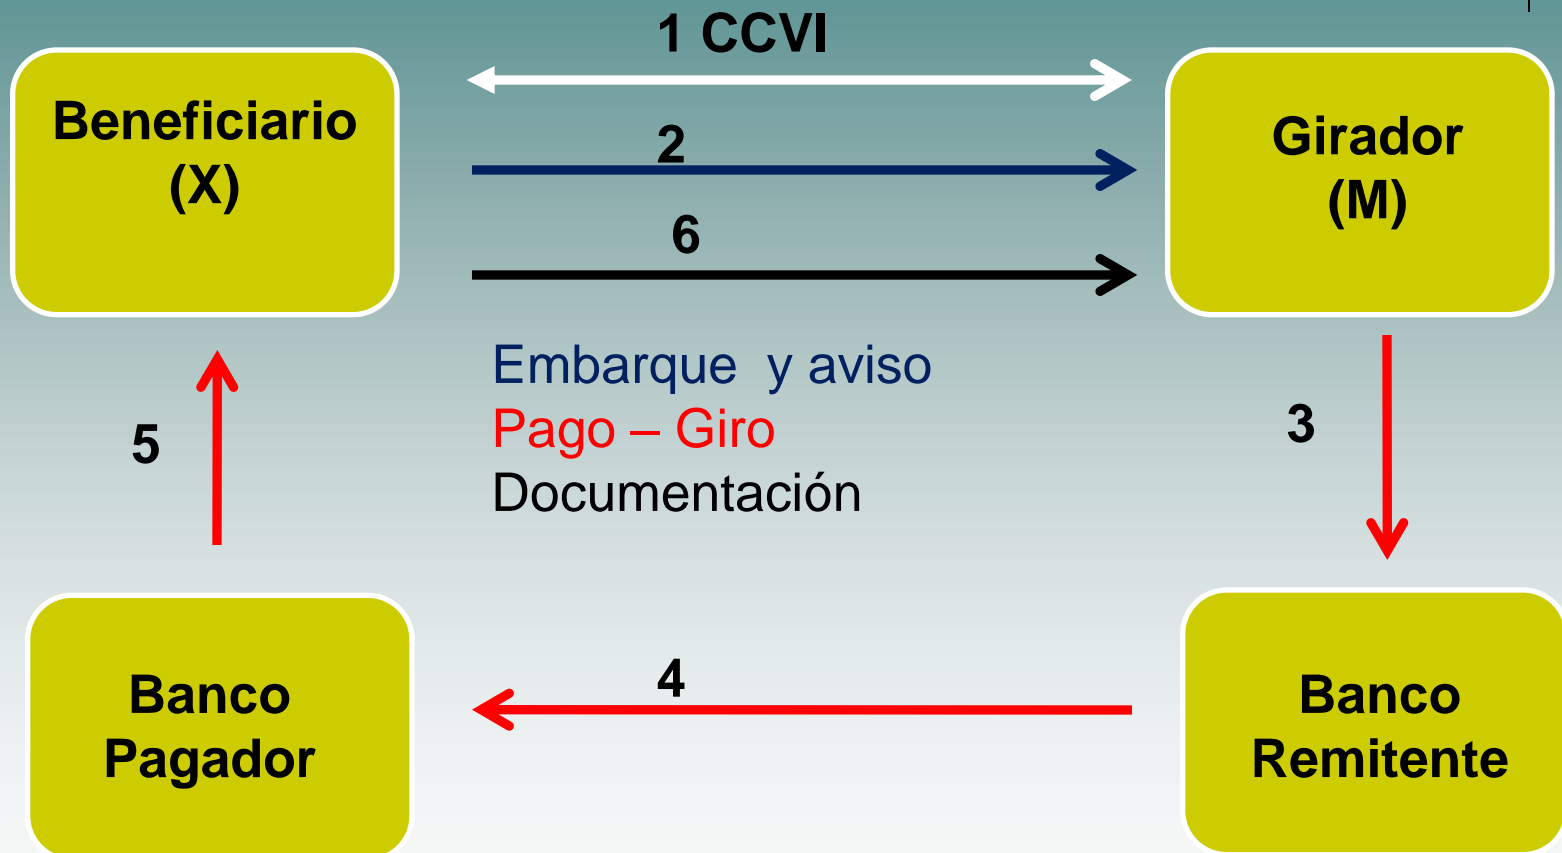 1 CCVI
Beneficiario
(X)
2
Girador
(M)
6
Embarque y aviso
Pago – Giro
Documentación
5
3
4
Banco
Pagador
Banco
Remitente